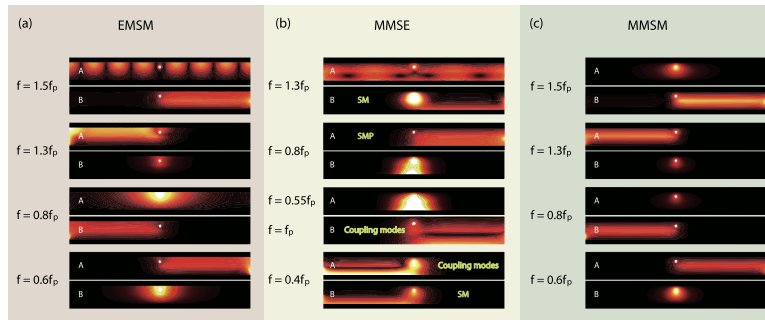 (a) EMSM
f = 1.5fp
A
B
f = 1.3fp
A
B
f = 0.8fp
A
B
f = 0.6fp
A
B
(b) MMSE
f = 1.3fp
A
B SM
f = 0.8fp
A SMP
B
f = 0.55fp
A
f = fp
B Coupling modes
f = 0.4fp
A Coupling modes
B SM
(c) MMSM
f = 1.5fp
A
B
f = 1.3fp
A
B
f = 0.8fp
A
B
f = 0.6fp
A
B